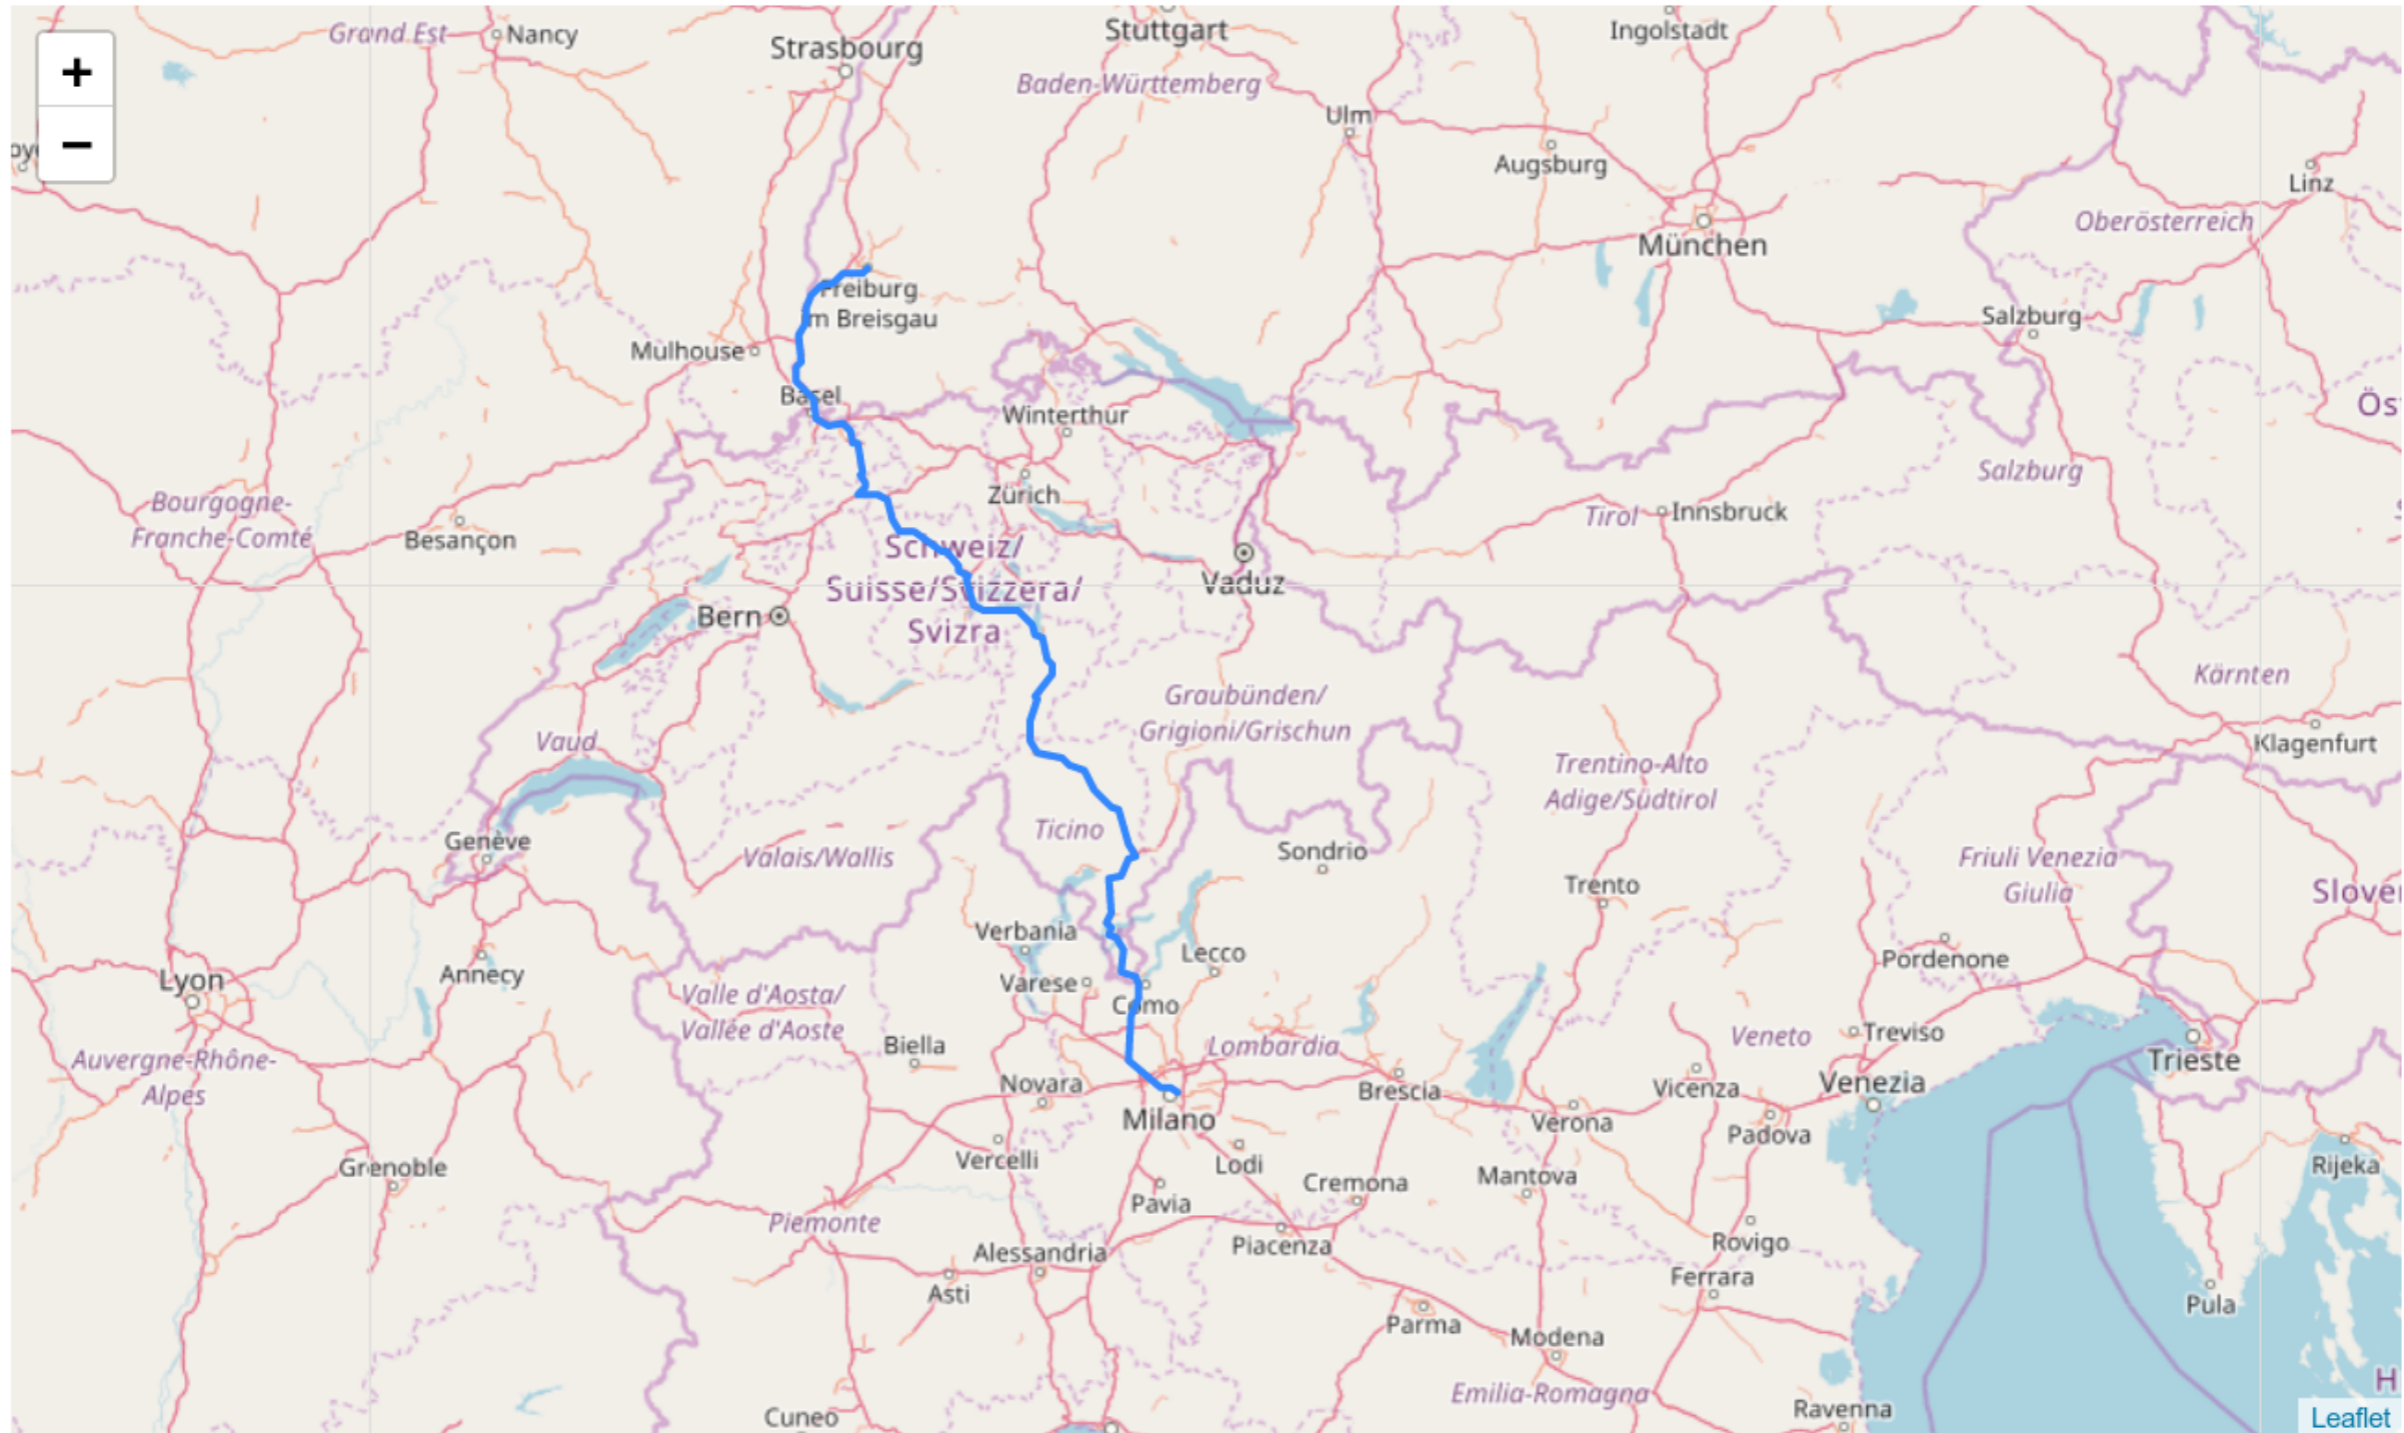 Grand Est
Nancy
Strasbourg
Stuttgart
Ingolstadt
+
−
Baden-Württemberg
Ulm
Augsburg
Linz
München
Oberösterreich
Freiburg
im Breisgau
Salzburg
Mulhouse
Basel
Winterthur
Zürich
Salzburg
Bourgogne-
Franche-Comté
Besançon
Tirol
Innsbruck
Schweiz/
Suisse/Svizzera/
Svizra
Vaduz
Bern
Graubünden/
Grigioni/Grischun
Kärnten
Vaud
Klagenfurt
Trentino-Alto
Adige/Südtirol
Ticino
Genève
Valais/Wallis
Sondrio
Friuli Venezia
Giulia
Trento
Verbania
Lecco
Pordenone
Lyon
Annecy
Varese
Como
Valle d'Aosta/
Vallée d'Aoste
Biella
Lombardia
Veneto
Treviso
Trieste
Auvergne-Rhône-
Alpes
Novara
Milano
Brescia
Vicenza
Venezia
Verona
Padova
Grenoble
Vercelli
Lodi
Pavia
Cremona
Mantova
Rijeka
Piemonte
Alessandria
Piacenza
Rovigo
Asti
Ferrara
Pula
Parma
Modena
Emilia-Romagna
Cuneo
Ravenna
Leaflet